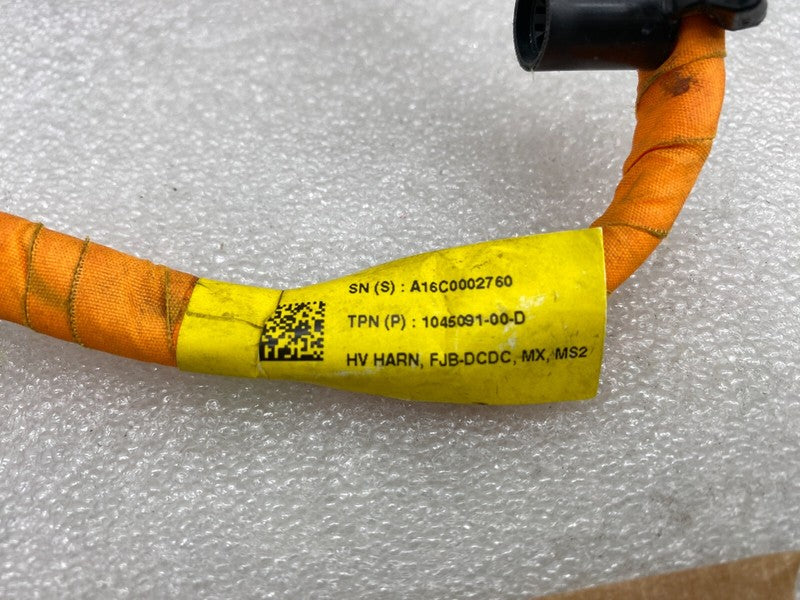 SN (S) : A16C0002760
TPN (P) : 1045091-00-D
HV HARN, FJB-DCDC, MX, MS2